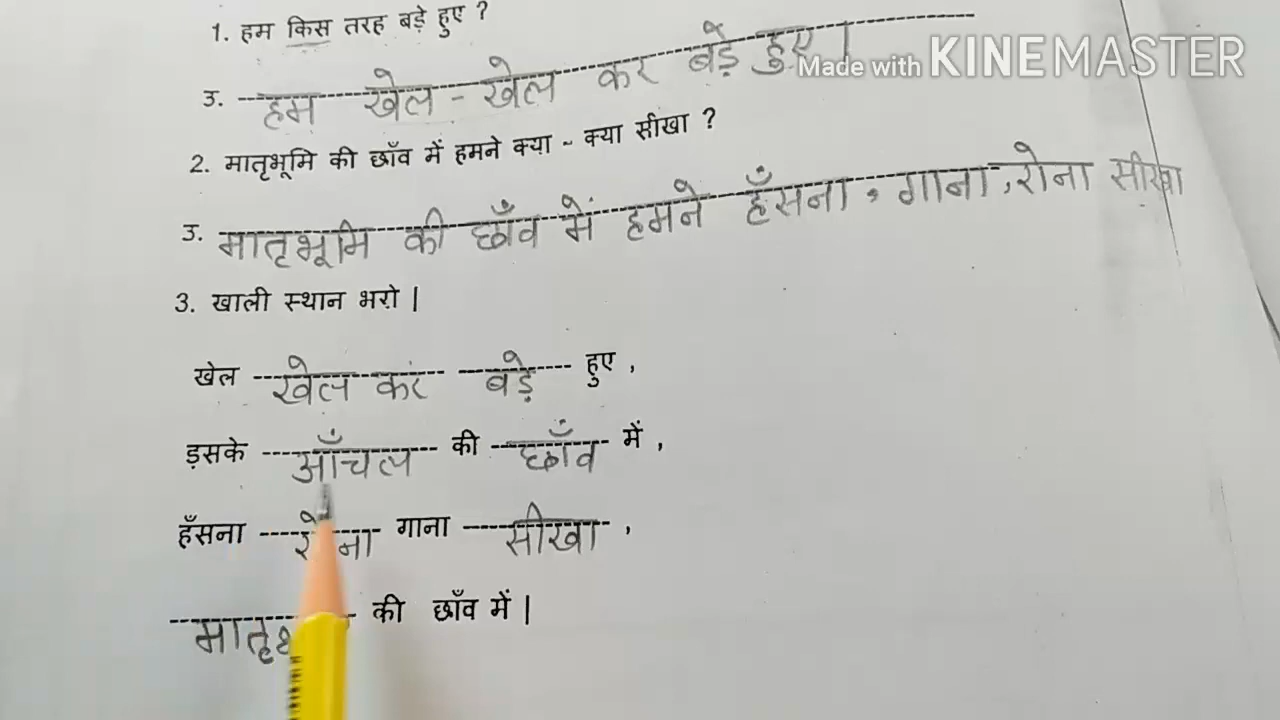 1. हम किस तरह बड़े हुए ?
Made with KINEMASTER
उ. हम खेल - खेल कर बड़े हुए |
2. मातृभूमि की छाँव में हमने क्या - क्या सीखा ?
उ. मातृभूमि की छाँव में हमने हँसना, गाना, रोना सीखा
3. खाली स्थान भरो |
खेल खेल कर बड़े हुए ,
ड़सके आँचल की छाँव में ,
हँसना रोना गाना सीखा ,
की छाँव में |